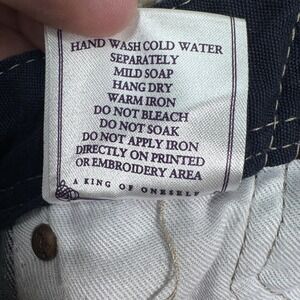 HAND WASH COLD WATER
SEPARATELY
MILD SOAP
HANG DRY
WARM IRON
DO NOT BLEACH
DO NOT SOAK
DO NOT APPLY IRON
DIRECTLY ON PRINTED
OR EMBROIDERY AREA
A KING OF ONESELF